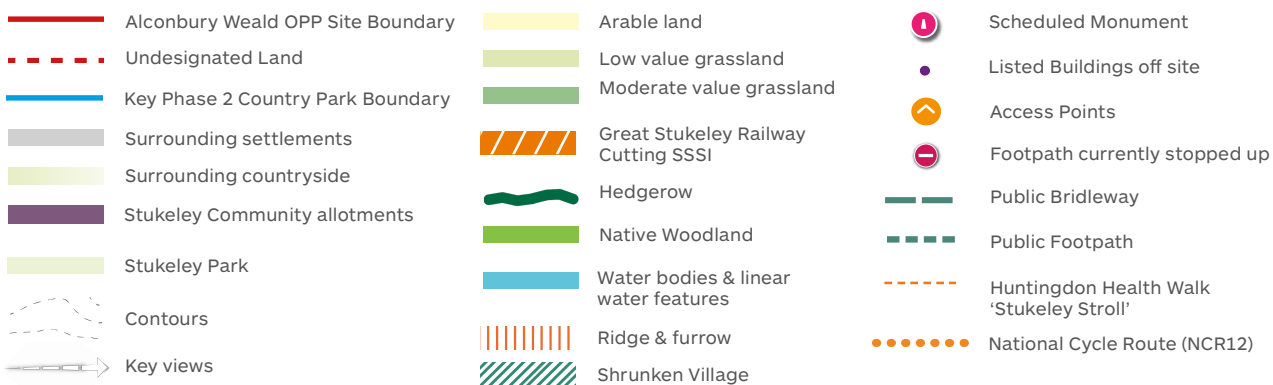 Alconbury Weald OPP Site Boundary
Undesignated Land
Key Phase 2 Country Park Boundary
Surrounding settlements
Surrounding countryside
Stukeley Community allotments
Stukeley Park
Contours
Key views
Arable land
Low value grassland
Moderate value grassland
Great Stukeley Railway
Cutting SSSI
Hedgerow
Native Woodland
Water bodies & linear
water features
Ridge & furrow
Shrunken Village
Scheduled Monument
Listed Buildings off site
Access Points
Footpath currently stopped up
Public Bridleway
Public Footpath
Huntingdon Health Walk
‘Stukeley Stroll’
National Cycle Route (NCR12)